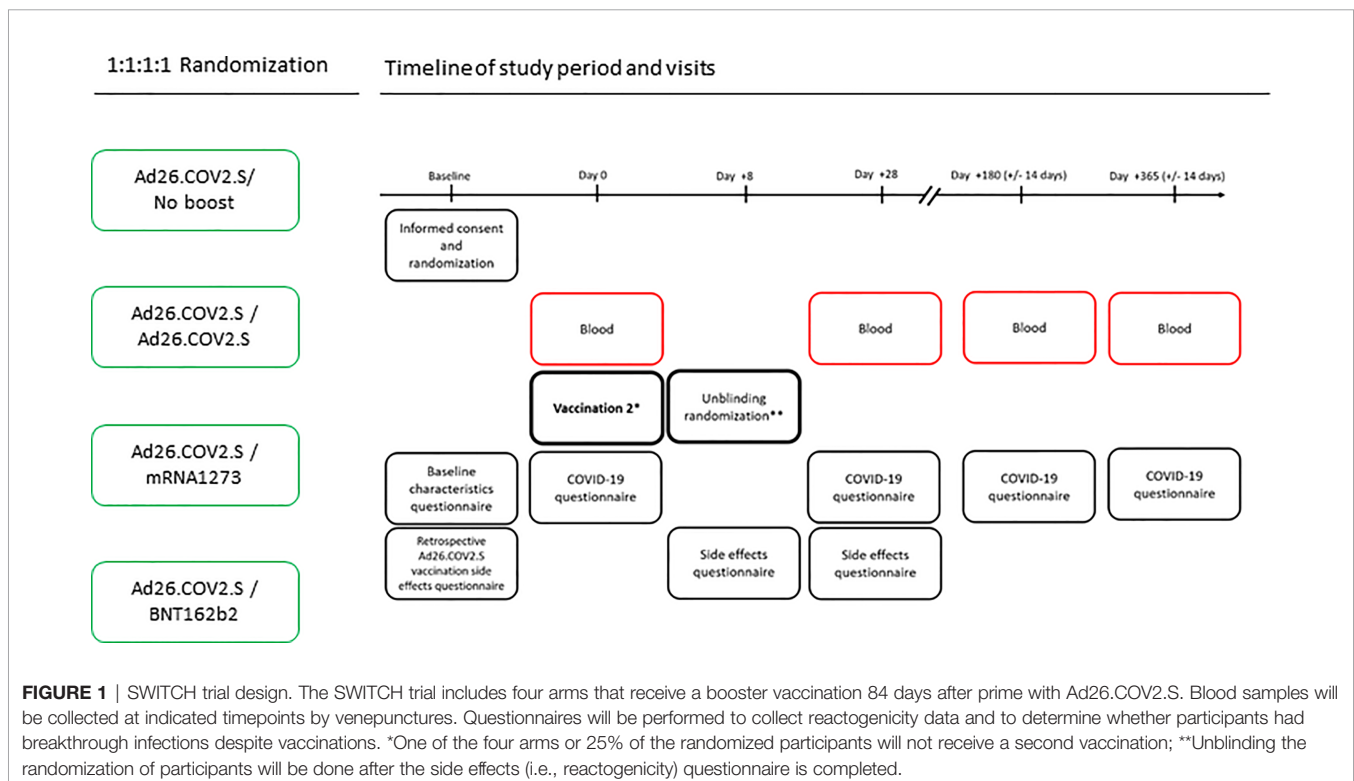 1:1:1:1 Randomization
Timeline of study period and visits
Ad26.COV2.S/
No boost
Ad26.COV2.S /
Ad26.COV2.S
Ad26.COV2.S /
mRNA1273
Ad26.COV2.S /
BNT162b2
Baseline
Day 0
Day +8
Day +28
Day +180 (+/- 14 days)
Day +365 (+/- 14 days)
Informed consent
and
randomization
Blood
Blood
Blood
Blood
Vaccination 2*
Unblinding
randomization**
Baseline
characteristics
questionnaire
COVID-19
questionnaire
COVID-19
questionnaire
COVID-19
questionnaire
COVID-19
questionnaire
Retrospective
Ad26.COV2.S
vaccination side
effects questionnaire
Side effects
questionnaire
Side effects
questionnaire
FIGURE 1 | SWITCH trial design. The SWITCH trial includes four arms that receive a booster vaccination 84 days after prime with Ad26.COV2.S. Blood samples will
be collected at indicated timepoints by venepunctures. Questionnaires will be performed to collect reactogenicity data and to determine whether participants had
breakthrough infections despite vaccinations. *One of the four arms or 25% of the randomized participants will not receive a second vaccination; **Unblinding the
randomization of participants will be done after the side effects (i.e., reactogenicity) questionnaire is completed.